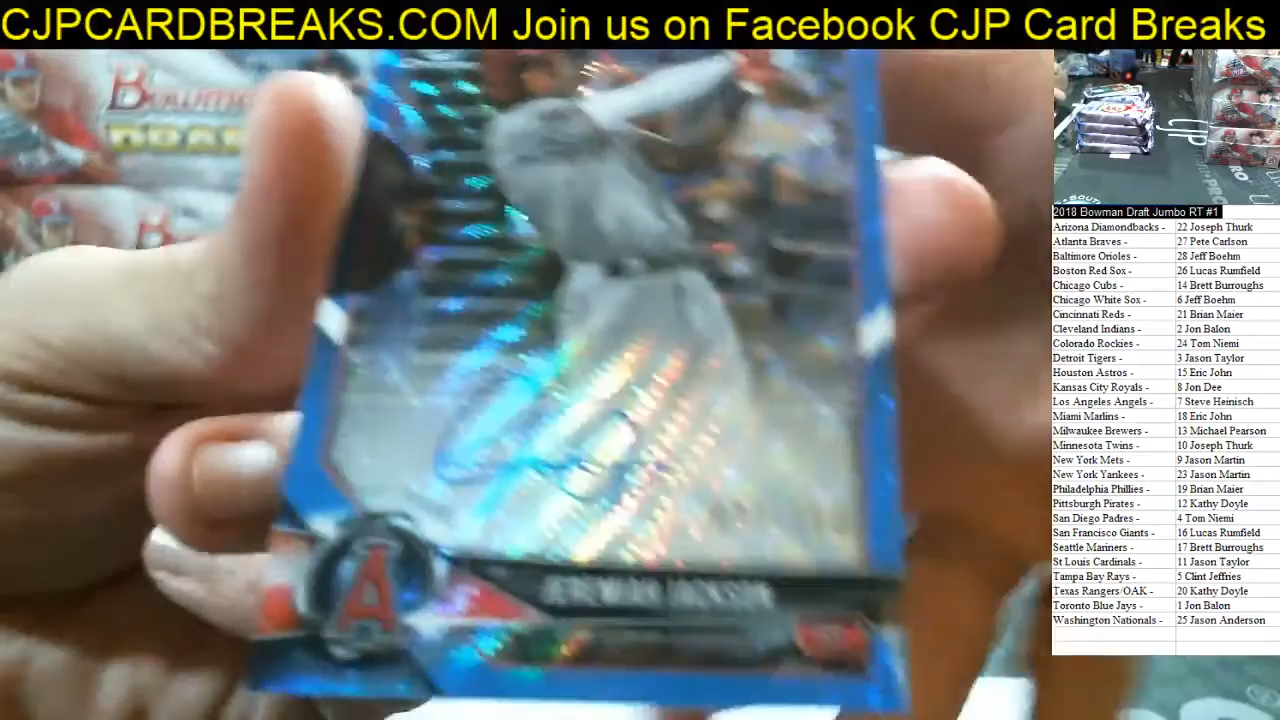 CJPCARDBREAKS.COM Join us on Facebook CJP Card Breaks
2018 Bowman Draft Jumbo RT #1
Arizona Diamondbacks - 22 Joseph Thurk
Atlanta Braves - 27 Pete Carlson
Baltimore Orioles - 28 Jeff Boehm
Boston Red Sox - 26 Lucas Rumfield
Chicago Cubs - 14 Brett Burroughs
Chicago White Sox - 6 Jeff Boehm
Cincinnati Reds - 21 Brian Maier
Cleveland Indians - 2 Jon Balon
Colorado Rockies - 24 Tom Niemi
Detroit Tigers - 3 Jason Taylor
Houston Astros - 15 Eric John
Kansas City Royals - 8 Jon Dee
Los Angeles Angels - 7 Steve Heinisch
Miami Marlins - 18 Eric John
Milwaukee Brewers - 13 Michael Pearson
Minnesota Twins - 10 Joseph Thurk
New York Mets - 9 Jason Martin
New York Yankees - 23 Jason Martin
Philadelphia Phillies - 19 Brian Maier
Pittsburgh Pirates - 12 Kathy Doyle
San Diego Padres - 4 Tom Niemi
San Francisco Giants - 16 Lucas Rumfield
Seattle Mariners - 17 Brett Burroughs
St Louis Cardinals - 11 Jason Taylor
Tampa Bay Rays - 5 Clint Jeffries
Texas Rangers/OAK - 20 Kathy Doyle
Toronto Blue Jays - 1 Jon Balon
Washington Nationals - 25 Jason Anderson
JEREMIAH JACKSON
A
CJP